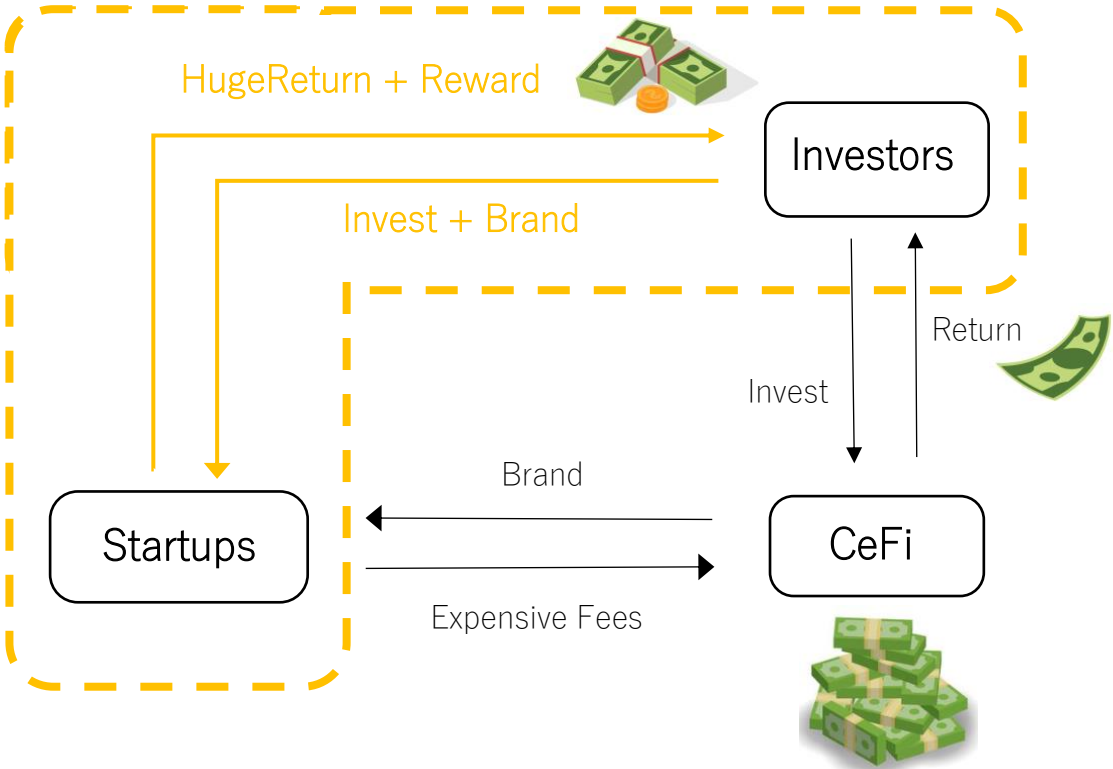 HugeReturn + Reward
Investors
Invest + Brand
Return
Invest
Brand
Startups
CeFi
Expensive Fees